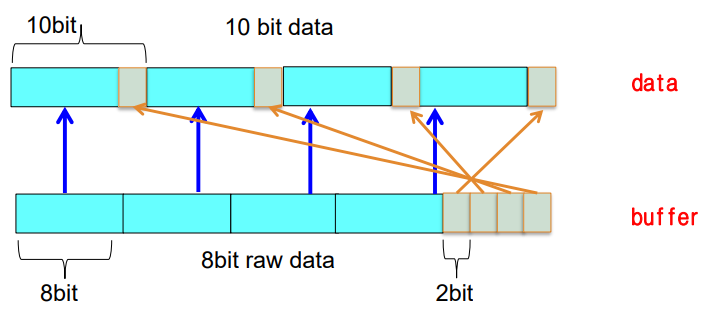 10bit
10 bit data
data
buffer
8bit raw data
8bit
2bit